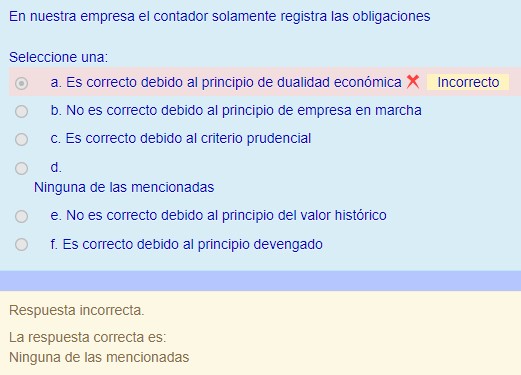 En nuestra empresa el contador solamente registra las obligaciones
Seleccione una:
a. Es correcto debido al principio de dualidad económica Incorrecto
b. No es correcto debido al principio de empresa en marcha
c. Es correcto debido al criterio prudencial
d.
Ninguna de las mencionadas
e. No es correcto debido al principio del valor histórico
f. Es correcto debido al principio devengado
Respuesta incorrecta.
La respuesta correcta es:
Ninguna de las mencionadas